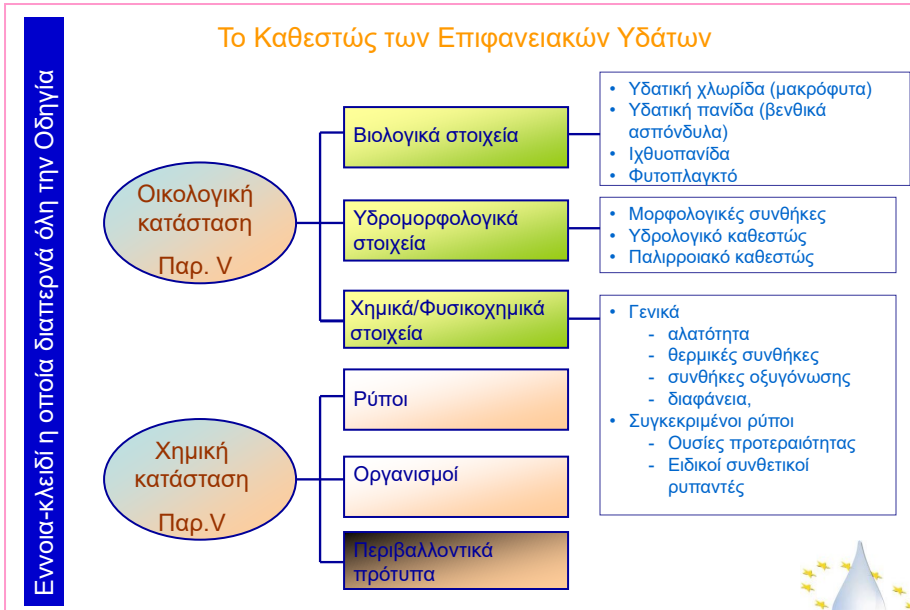 Το Καθεστώς των Επιφανειακών Υδάτων
Εννοια-κλειδί η οποία διαπερνά όλη την Οδηγία
Οικολογική
κατάσταση
Παρ. V
Βιολογικά στοιχεία
• Υδατική χλωρίδα (μακρόφυτα)
• Υδατική πανίδα (βενθικά
ασπόνδυλα)
• Ιχθυοπανίδα
• Φυτοπλαγκτό
Υδρομορφολογικά
στοιχεία
• Μορφολογικές συνθήκες
• Υδρολογικό καθεστώς
• Παλιρροιακό καθεστώς
Χημικά/Φυσικοχημικά
στοιχεία
• Γενικά
- αλατότητα
- θερμικές συνθήκες
- συνθήκες οξυγόνωσης
- διαφάνεια,
• Συγκεκριμένοι ρύποι
- Ουσίες προτεραιότητας
- Ειδικοί συνθετικοί
ρυπαντές
Χημική
κατάσταση
Παρ.V
Ρύποι
Οργανισμοί
Περιβαλλοντικά
πρότυπα